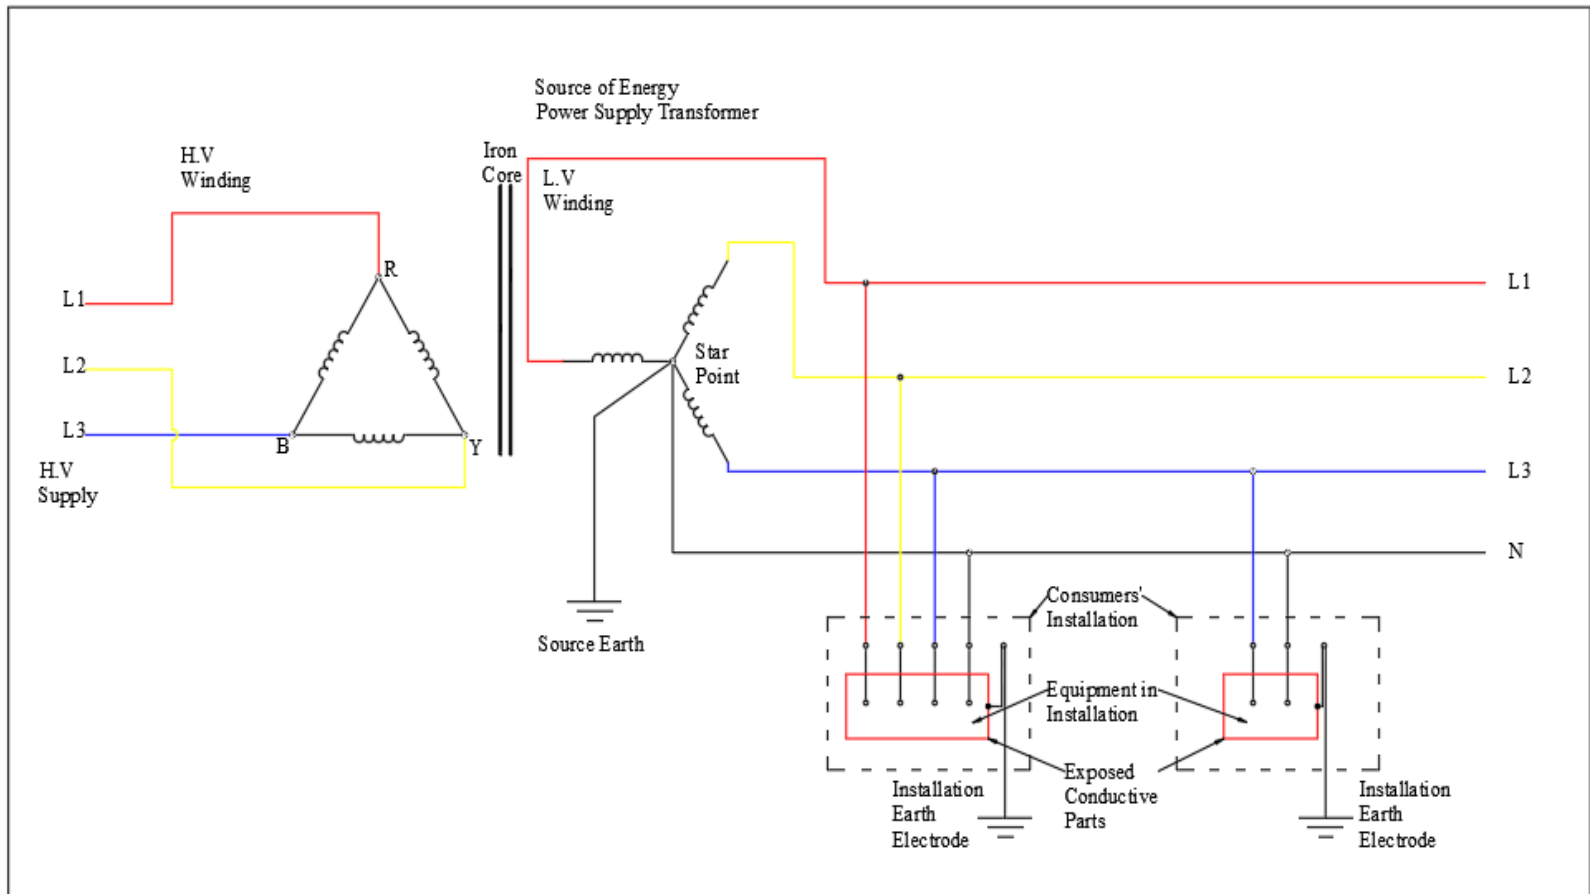 Source of Energy
Power Supply Transformer
H.V
Winding
Iron
Core
L.V
Winding
R
L1
L1
L2
Star
Point
L2
L3
B
Y
H.V
Supply
L3
N
Consumers'
Installation
Source Earth
Equipment in
Installation
Exposed
Conductive
Parts
Installation
Earth
Electrode
Installation
Earth
Electrode